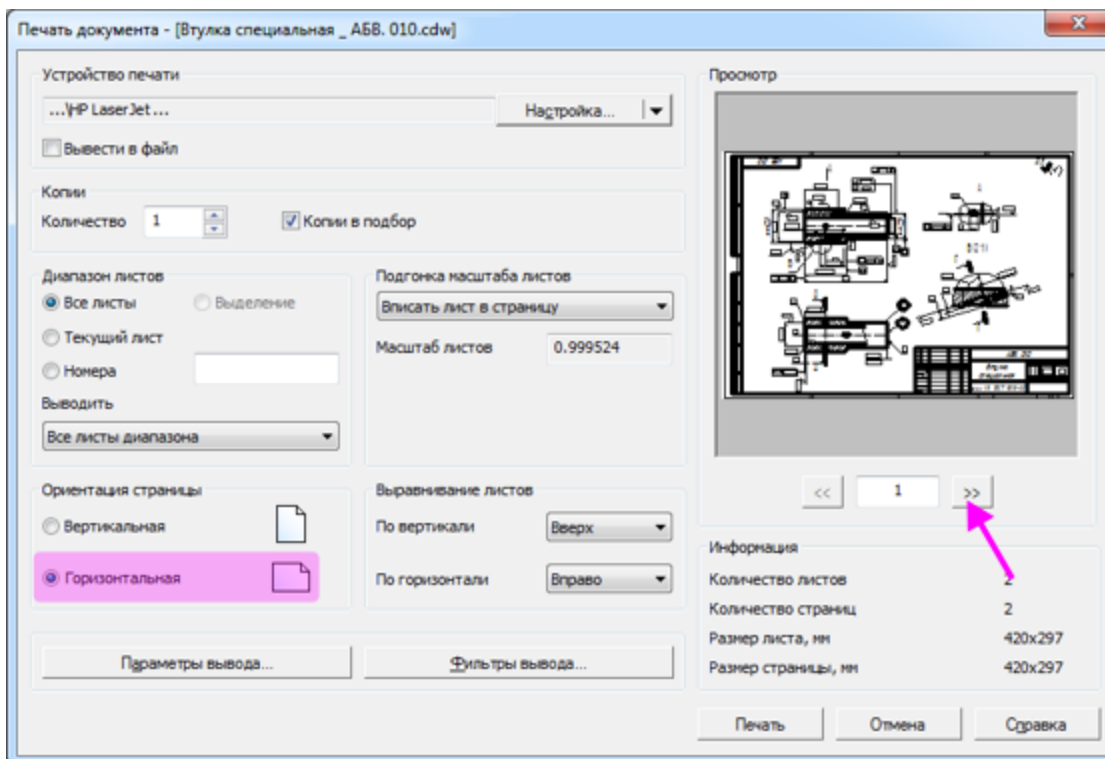 Печать документа - [Втулка специальная _ АБВ. 010.cdw]
Устройство печати
...\HP LaserJet ...
Настройка...
Вывести в файл
Копии
Количество 1
Копии в подбор
Диапазон листов
Все листы
Выделение
Текущий лист
Номера
Выводить
Все листы диапазона
Подгонка масштаба листов
Вписать лист в страницу
Масштаб листов 0.999524
Ориентация страницы
Вертикальная
Горизонтальная
Выравнивание листов
По вертикали Вверх
По горизонтали Вправо
Параметры вывода...
Фильтры вывода...
Просмотр
<< 1 >>
Информация
Количество листов 2
Количество страниц 2
Размер листа, мм 420x297
Размер страницы, мм 420x297
Печать
Отмена
Справка